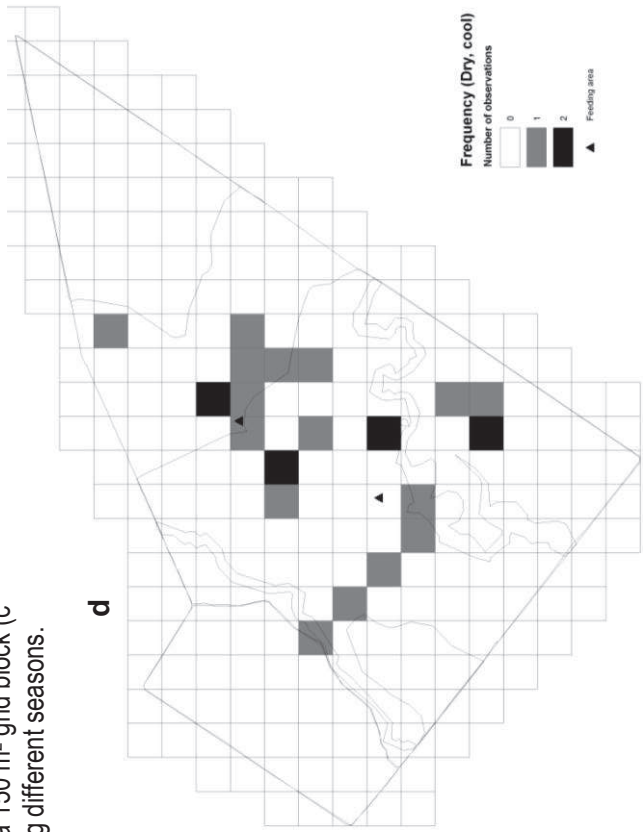 a 150 m² grid block (c
g different seasons.
d
Frequency (Dry, cool)
Number of observations
0
1
2
Feeding area